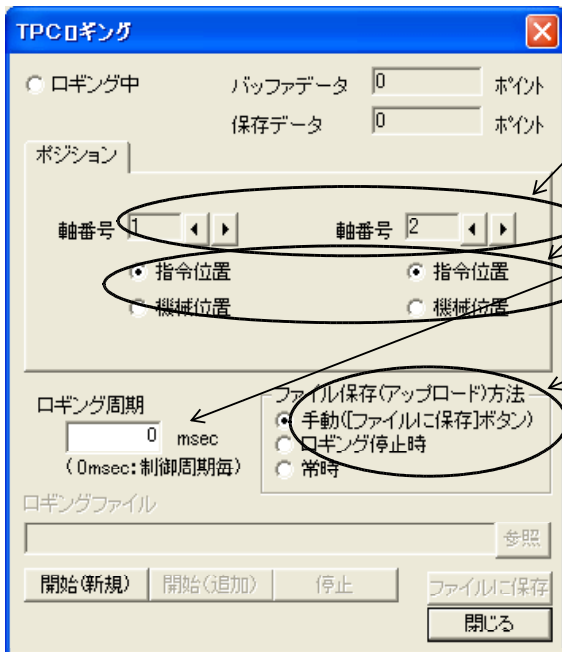 TPCロギング
ロギング中 バッファデータ 0 ポイント
保存データ 0 ポイント
ポジション
軸番号 1 軸番号 2
指令位置 指令位置
機械位置 機械位置
ロギング周期
0 msec
(0msec:制御周期毎)
ファイル保存(アップロード)方法
手動([ファイルに保存]ボタン)
ロギング停止時
常時
ロギングファイル
参照
開始(新規) 開始(追加) 停止 ファイルに保存
閉じる